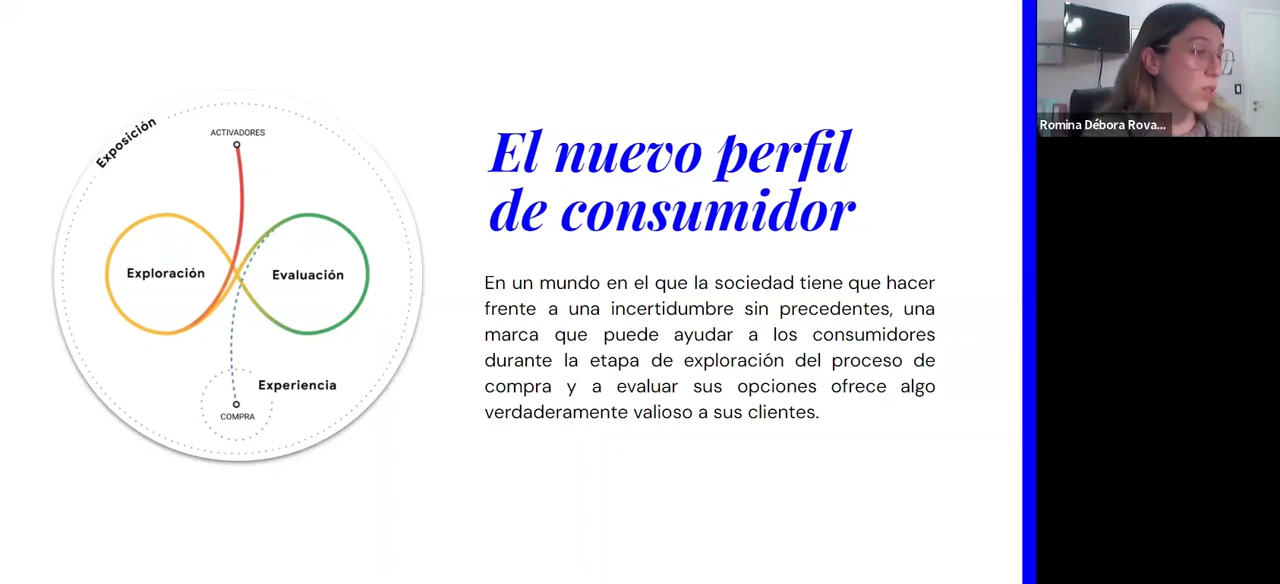 Exposición
ACTIVADORES
Exploración
Evaluación
Experiencia
COMPRA
El nuevo perfil
de consumidor
En un mundo en el que la sociedad tiene que hacer
frente a una incertidumbre sin precedentes, una
marca que puede ayudar a los consumidores
durante la etapa de exploración del proceso de
compra y a evaluar sus opciones ofrece algo
verdaderamente valioso a sus clientes.
Romina Débora Rova...